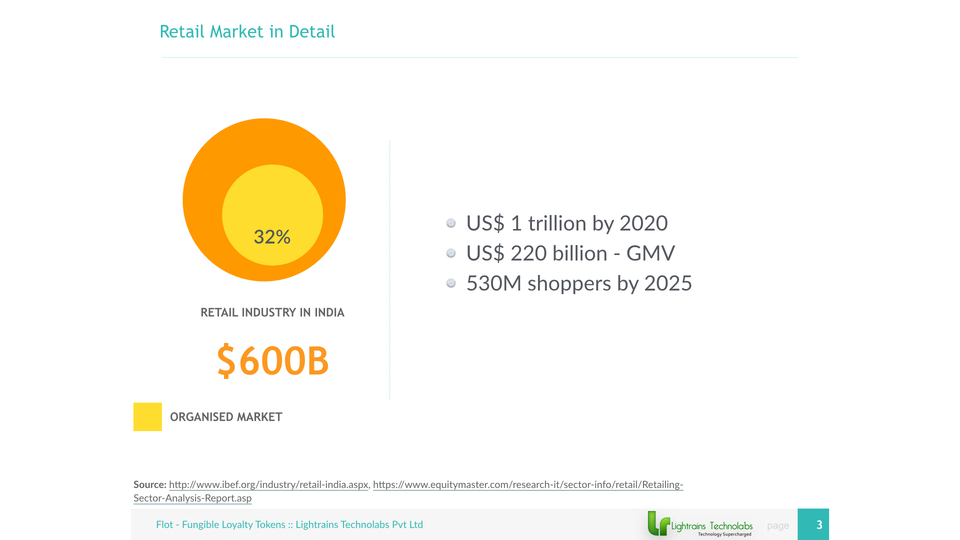 Retail Market in Detail
32%
RETAIL INDUSTRY IN INDIA
$600B
ORGANISED MARKET
US$ 1 trillion by 2020
US$ 220 billion - GMV
530M shoppers by 2025
Source: http://www.ibef.org/industry/retail-india.aspx, https://www.equitymaster.com/research-it/sector-info/retail/Retailing-
Sector-Analysis-Report.asp
Flot - Fungible Loyalty Tokens :: Lightrains Technolabs Pvt Ltd
Lightrains Technolabs
Technology Supercharged
page
3